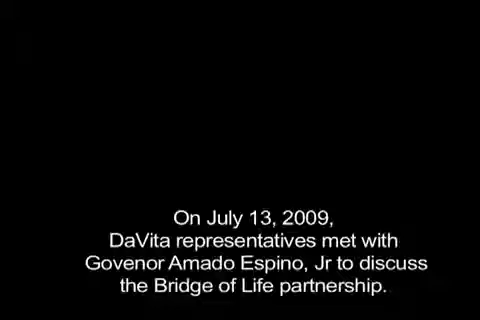 On July 13, 2009,
DaVita representatives met with
Govenor Amado Espino, Jr to discuss
the Bridge of Life partnership.